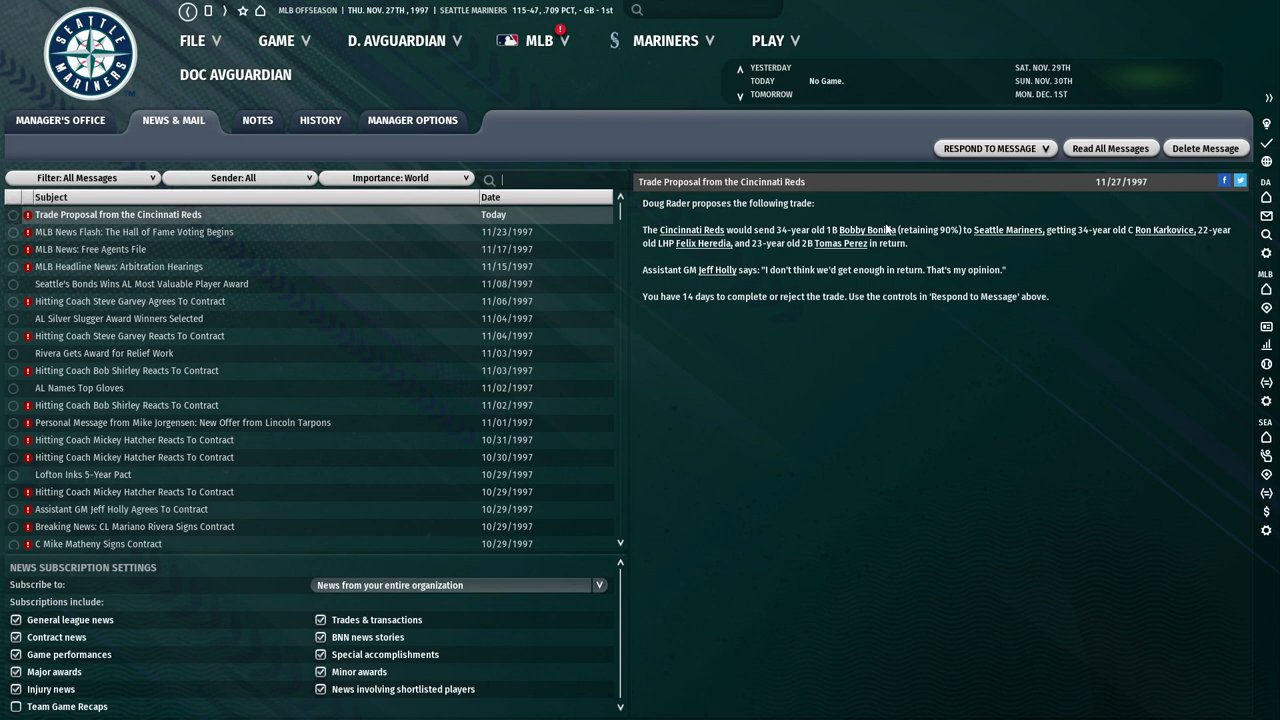 MLB OFFSEASON | THU. NOV. 27TH , 1997 | SEATTLE MARINERS 115-47, .709 PCT, - GB - 1st
SEATTLE
MARINERS
TM
FILE
GAME
D. AVGUARDIAN
MLB
MARINERS
PLAY
DOC AVGUARDIAN
YESTERDAY
TODAY No Game.
TOMORROW
SAT. NOV. 29TH
SUN. NOV. 30TH
MON. DEC. 1ST
MANAGER'S OFFICE
NEWS & MAIL
NOTES
HISTORY
MANAGER OPTIONS
RESPOND TO MESSAGE
Read All Messages
Delete Message
Filter: All Messages
Sender: All
Importance: World
Subject Date
Trade Proposal from the Cincinnati Reds Today
MLB News Flash: The Hall of Fame Voting Begins 11/23/1997
MLB News: Free Agents File 11/17/1997
MLB Headline News: Arbitration Hearings 11/15/1997
Seattle's Bonds Wins AL Most Valuable Player Award 11/08/1997
Hitting Coach Steve Garvey Agrees To Contract 11/06/1997
AL Silver Slugger Award Winners Selected 11/04/1997
Hitting Coach Steve Garvey Reacts To Contract 11/04/1997
Rivera Gets Award for Relief Work 11/03/1997
Hitting Coach Bob Shirley Reacts To Contract 11/03/1997
AL Names Top Gloves 11/02/1997
Hitting Coach Bob Shirley Reacts To Contract 11/02/1997
Personal Message from Mike Jorgensen: New Offer from Lincoln Tarpons 11/01/1997
Hitting Coach Mickey Hatcher Reacts To Contract 10/31/1997
Hitting Coach Mickey Hatcher Reacts To Contract 10/30/1997
Lofton Inks 5-Year Pact 10/29/1997
Hitting Coach Mickey Hatcher Reacts To Contract 10/29/1997
Assistant GM Jeff Holly Agrees To Contract 10/29/1997
Breaking News: CL Mariano Rivera Signs Contract 10/29/1997
C Mike Matheny Signs Contract 10/29/1997
Trade Proposal from the Cincinnati Reds 11/27/1997
Doug Rader proposes the following trade:
The Cincinnati Reds would send 34-year old 1B Bobby Bonilla (retaining 90%) to Seattle Mariners, getting 34-year old C Ron Karkovice, 22-year
old LHP Felix Heredia, and 23-year old 2B Tomas Perez in return.
Assistant GM Jeff Holly says: "I don't think we'd get enough in return. That's my opinion."
You have 14 days to complete or reject the trade. Use the controls in 'Respond to Message' above.
NEWS SUBSCRIPTION SETTINGS
Subscribe to: News from your entire organization
Subscriptions include:
General league news Trades & transactions
Contract news BNN news stories
Game performances Special accomplishments
Major awards Minor awards
Injury news News involving shortlisted players
Team Game Recaps
DA
MLB
SEA